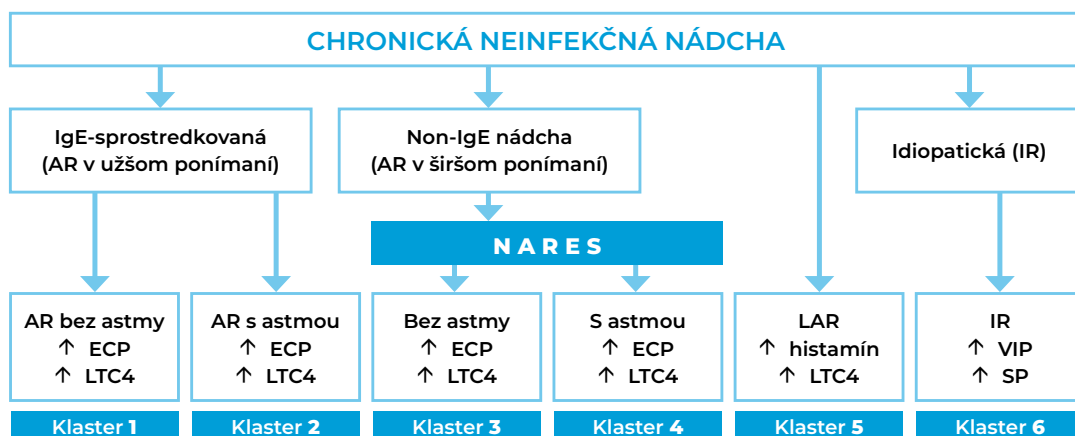 CHRONICKÁ NEINFEKČNÁ NÁDCHA
IgE-sprostredkovaná
(AR v užšom ponímaní)
Non-IgE nádcha
(AR v širšom ponímaní)
Idiopatická (IR)
NARES
AR bez astmy
↑ ECP
↑ LTC4
Klaster 1
AR s astmou
↑ ECP
↑ LTC4
Klaster 2
Bez astmy
↑ ECP
↑ LTC4
Klaster 3
S astmou
↑ ECP
↑ LTC4
Klaster 4
LAR
↑ histamín
↑ LTC4
Klaster 5
IR
↑ VIP
↑ SP
Klaster 6